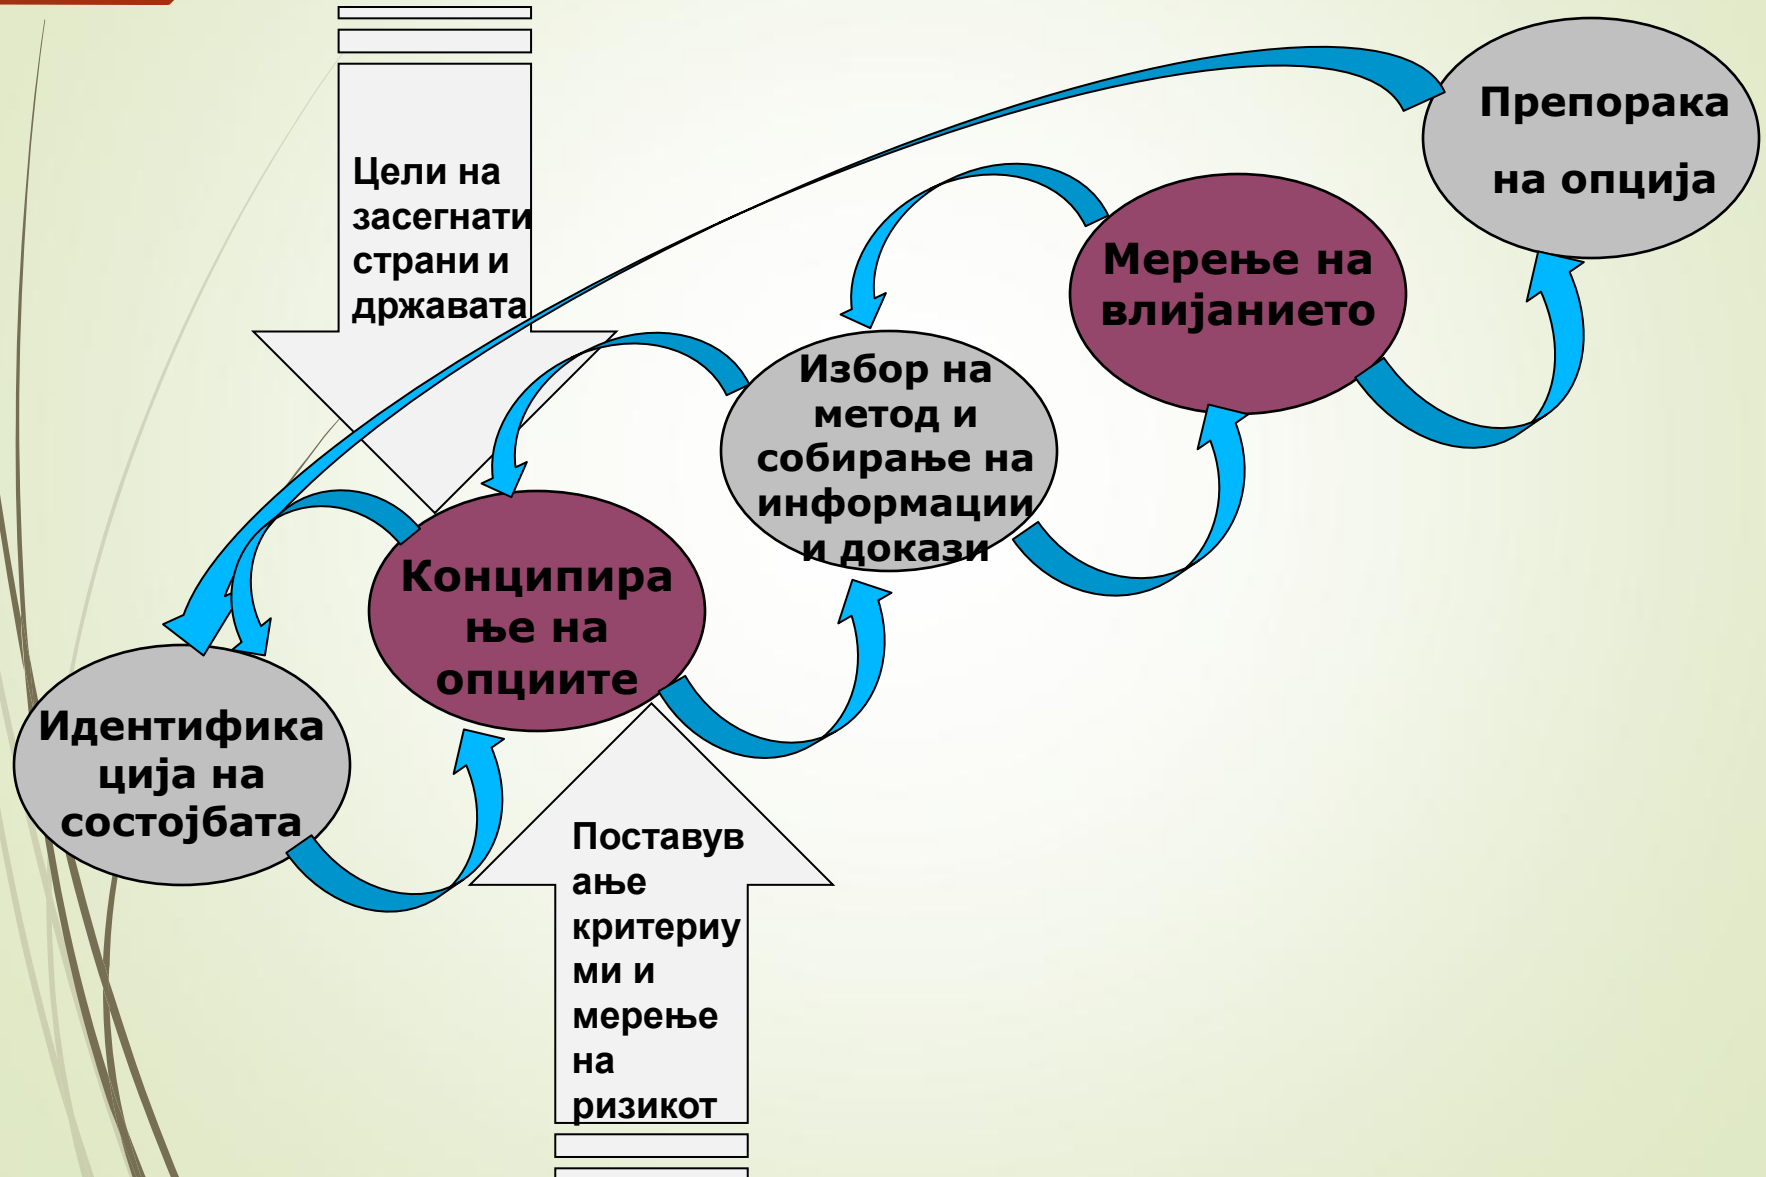 Препорака
на опција
Цели на
засегнати
страни и
државата
Мерење на
влијанието
Избор на
метод и
собирање на
информации
и докази
Конципира
ње на
опциите
Идентифика
ција на
состојбата
Поставув
ање
критериу
ми и
мерење
на
ризикот